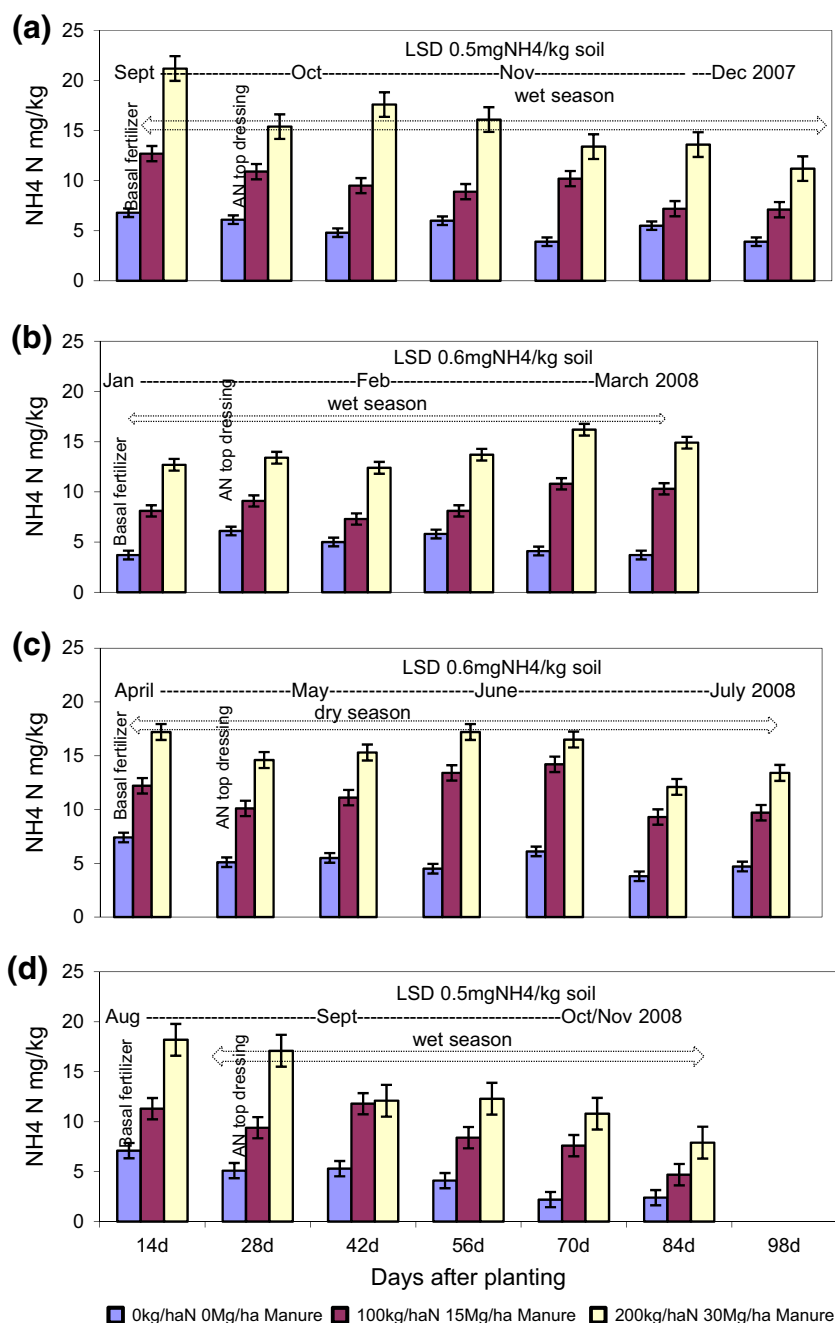 (a)
25
20
15
10
5
0
NH4 N mg/kg
LSD 0.5mgNH4/kg soil
Sept ------------------Oct ---------------------------Nov--------------------- ---Dec 2007
wet season
Basal fertilizer
AN top dressing
(b)
25
20
15
10
5
0
NH4 N mg/kg
LSD 0.6mgNH4/kg soil
Jan ----------------------------Feb---------------------------March 2008
wet season
Basal fertilizer
AN top dressing
(c)
25
20
15
10
5
0
NH4 N mg/kg
LSD 0.6mgNH4/kg soil
April -----------------May--------------------June------------------------July 2008
dry season
Basal fertilizer
AN top dressing
(d)
25
20
15
10
5
0
NH4 N mg/kg
LSD 0.5mgNH4/kg soil
Aug ----------------------Sept---------------------------Oct/Nov 2008
wet season
Basal fertilizer
AN top dressing
14d 28d 42d 56d 70d 84d 98d
Days after planting
0kg/haN 0Mg/ha Manure 100kg/haN 15Mg/ha Manure 200kg/haN 30Mg/ha Manure